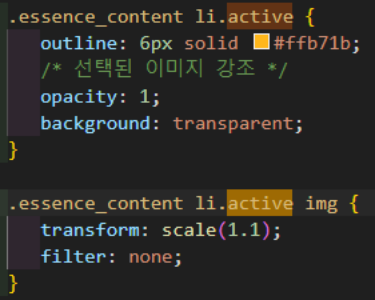 .essence_content li.active {
outline: 6px solid #ffb71b;
/* 선택된 이미지 강조 */
opacity: 1;
background: transparent;
}
.essence_content li.active img {
transform: scale(1.1);
filter: none;
}